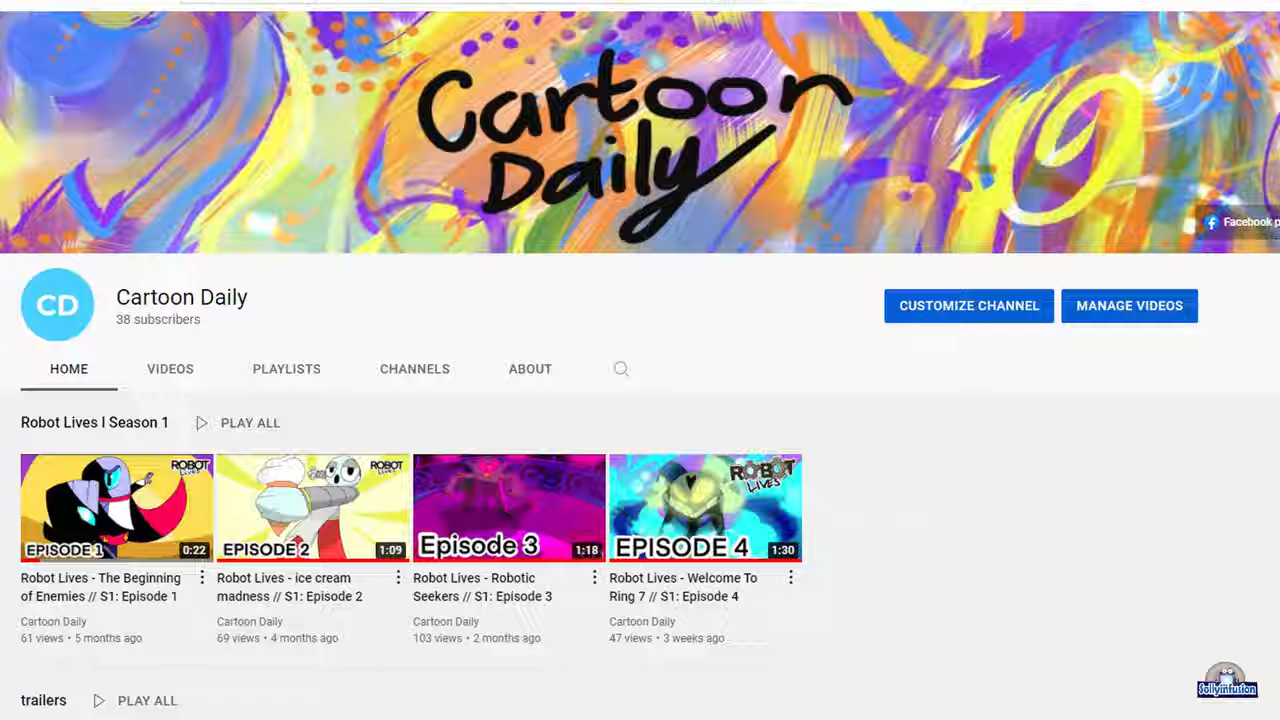 Cartoon
Daily
Facebook p
CD
Cartoon Daily
38 subscribers
CUSTOMIZE CHANNEL
MANAGE VIDEOS
HOME
VIDEOS
PLAYLISTS
CHANNELS
ABOUT
Robot Lives l Season 1
PLAY ALL
ROBOT
LIVES
EPISODE 1
0:22
ROBOT
LIVES
EPISODE 2
1:09
Episode 3
1:18
ROBOT
LIVES
EPISODE 4
1:30
Robot Lives - The Beginning
of Enemies // S1: Episode 1
Cartoon Daily
61 views • 5 months ago
Robot Lives - ice cream
madness // S1: Episode 2
Cartoon Daily
69 views • 4 months ago
Robot Lives - Robotic
Seekers // S1: Episode 3
Cartoon Daily
103 views • 2 months ago
Robot Lives - Welcome To
Ring 7 // S1: Episode 4
Cartoon Daily
47 views • 3 weeks ago
trailers
PLAY ALL
Sollyinfusion